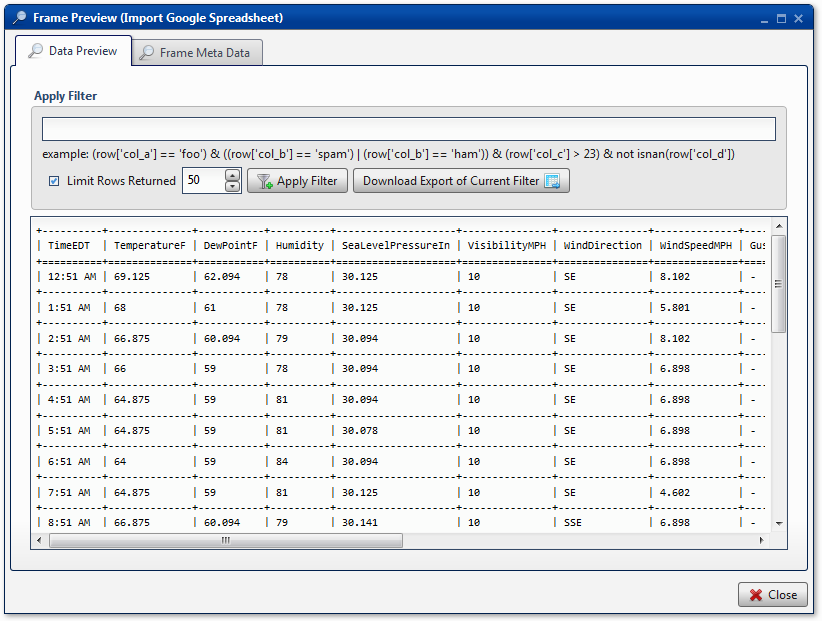 Frame Preview (Import Google Spreadsheet)
Data Preview Frame Meta Data
Apply Filter
example: (row['col_a'] == 'foo') & ((row['col_b'] == 'spam') | (row['col_b'] == 'ham')) & (row['col_c'] > 23) & not isnan(row['col_d'])
Limit Rows Returned 50 Apply Filter Download Export of Current Filter
| TimeEDT | TemperatureF | DewPointF | Humidity | SeaLevelPressureIn | VisibilityMPH | WindDirection | WindSpeedMPH | Gus
| 12:51 AM | 69.125 | 62.094 | 78 | 30.125 | 10 | SE | 8.102 | -
| 1:51 AM | 68 | 61 | 78 | 30.125 | 10 | SE | 5.801 | -
| 2:51 AM | 66.875 | 60.094 | 79 | 30.094 | 10 | SE | 8.102 | -
| 3:51 AM | 66 | 59 | 78 | 30.094 | 10 | SE | 6.898 | -
| 4:51 AM | 64.875 | 59 | 81 | 30.094 | 10 | SE | 6.898 | -
| 5:51 AM | 64.875 | 59 | 81 | 30.078 | 10 | SE | 6.898 | -
| 6:51 AM | 64 | 59 | 84 | 30.094 | 10 | SE | 6.898 | -
| 7:51 AM | 64.875 | 59 | 81 | 30.125 | 10 | SE | 4.602 | -
| 8:51 AM | 66.875 | 60.094 | 79 | 30.141 | 10 | SSE | 6.898 | -
Close